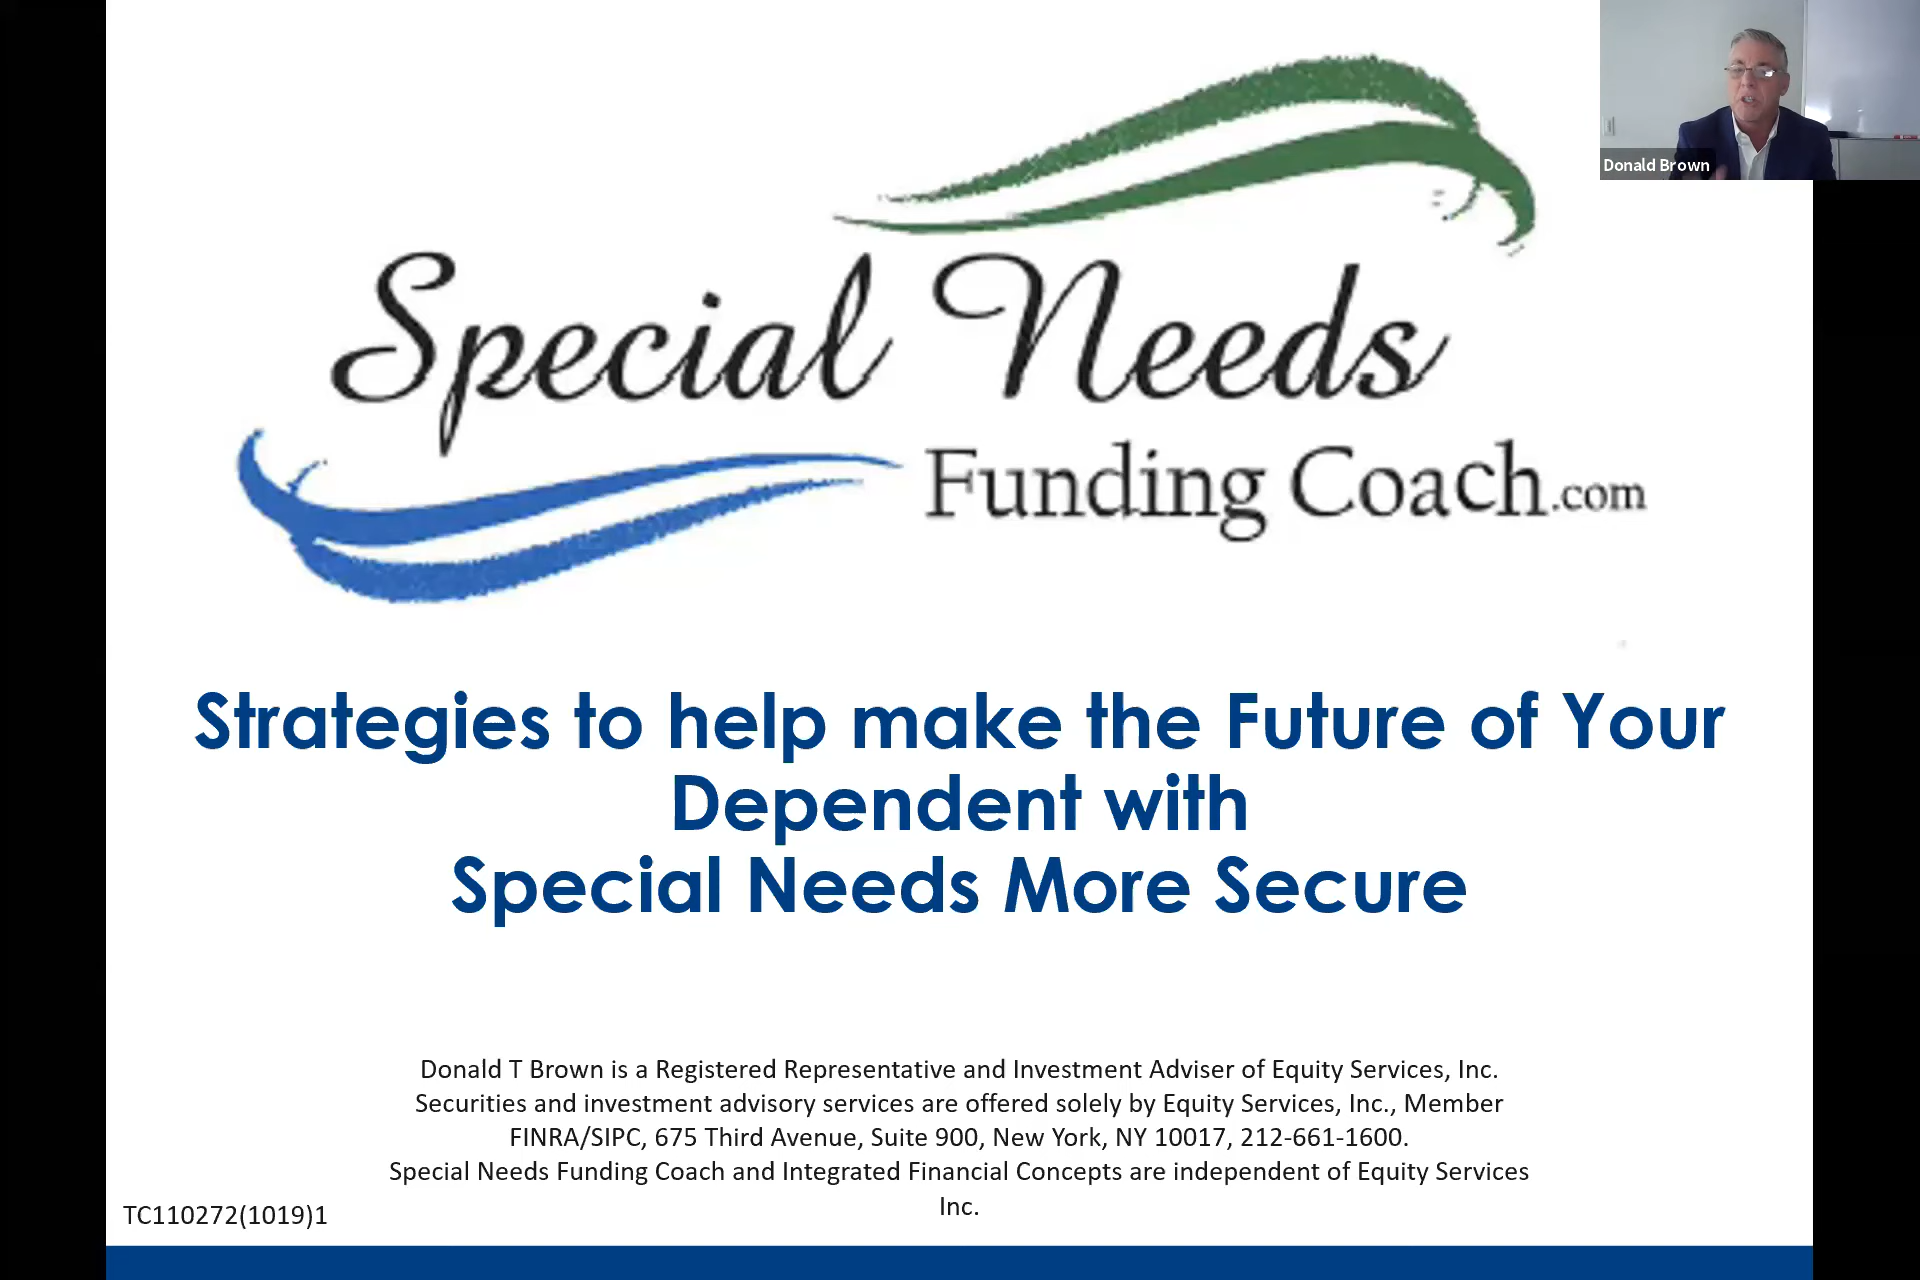 Donald Brown
Special Needs
Funding Coach.com
Strategies to help make the Future of Your
Dependent with
Special Needs More Secure
Donald T Brown is a Registered Representative and Investment Adviser of Equity Services, Inc.
Securities and investment advisory services are offered solely by Equity Services, Inc., Member
FINRA/SIPC, 675 Third Avenue, Suite 900, New York, NY 10017, 212-661-1600.
Special Needs Funding Coach and Integrated Financial Concepts are independent of Equity Services
Inc.
TC110272(1019)1